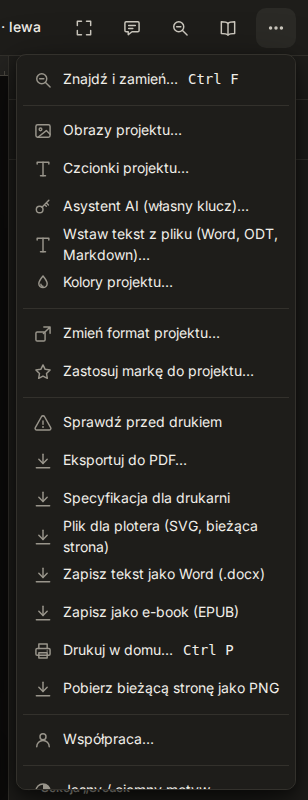 · lewa
Znajdź i zamień... Ctrl F
Obrazy projektu...
Czcionki projektu...
Asystent AI (własny klucz)...
Wstaw tekst z pliku (Word, ODT,
Markdown)...
Kolory projektu...
Zmień format projektu...
Zastosuj markę do projektu...
Sprawdź przed drukiem
Eksportuj do PDF...
Specyfikacja dla drukarni
Plik dla plotera (SVG, bieżąca
strona)
Zapisz tekst jako Word (.docx)
Zapisz jako e-book (EPUB)
Drukuj w domu... Ctrl P
Pobierz bieżącą stronę jako PNG
Współpraca...